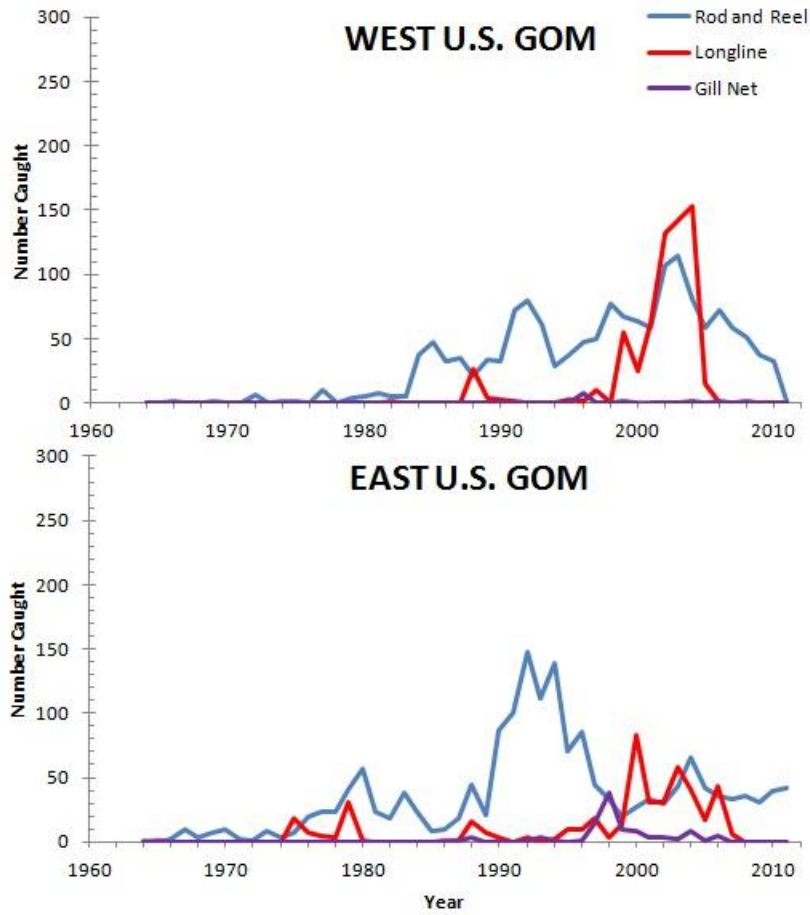 WEST U.S. GOM
Rod and Reel
Longline
Gill Net
Number Caught
300
250
200
150
100
50
0
1960 1970 1980 1990 2000 2010
EAST U.S. GOM
Number Caught
300
250
200
150
100
50
0
1960 1970 1980 1990 2000 2010
Year